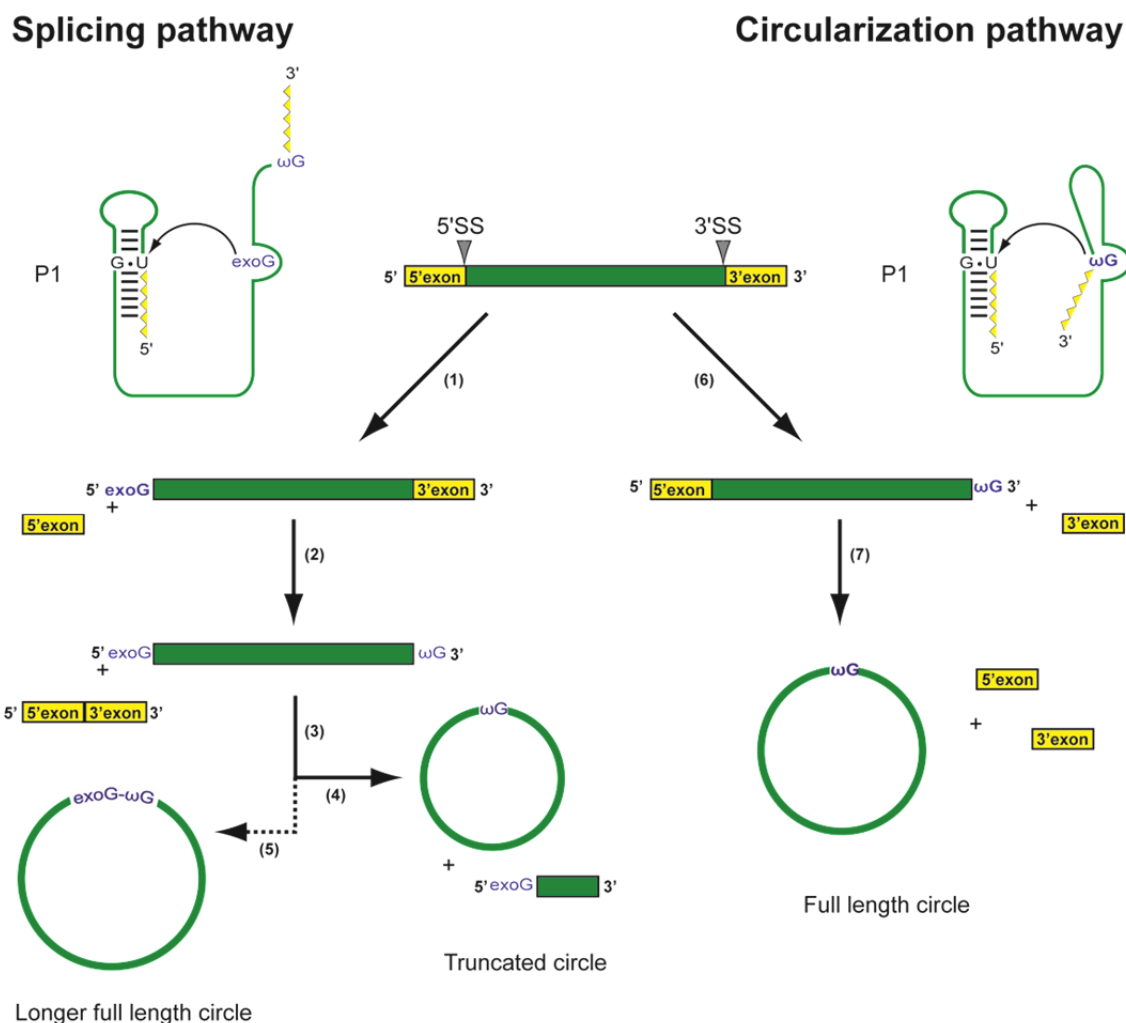 Splicing pathway
Circularization pathway
3'
ωG
G•U
exoG
P1
5'
5'SS
3'SS
5' 5'exon 3'exon 3'
G•U
ωG
P1
3'
5'
(1)
(6)
5' exoG 3'exon 3'
+
5'exon
5' 5'exon ωG 3'
+
3'exon
(2)
(7)
5' exoG ωG 3'
+
5' 5'exon 3'exon 3'
(3)
(4)
(5)
ωG
ωG
5'exon
+
3'exon
exoG-ωG
+
5' exoG 3'
Full length circle
Truncated circle
Longer full length circle